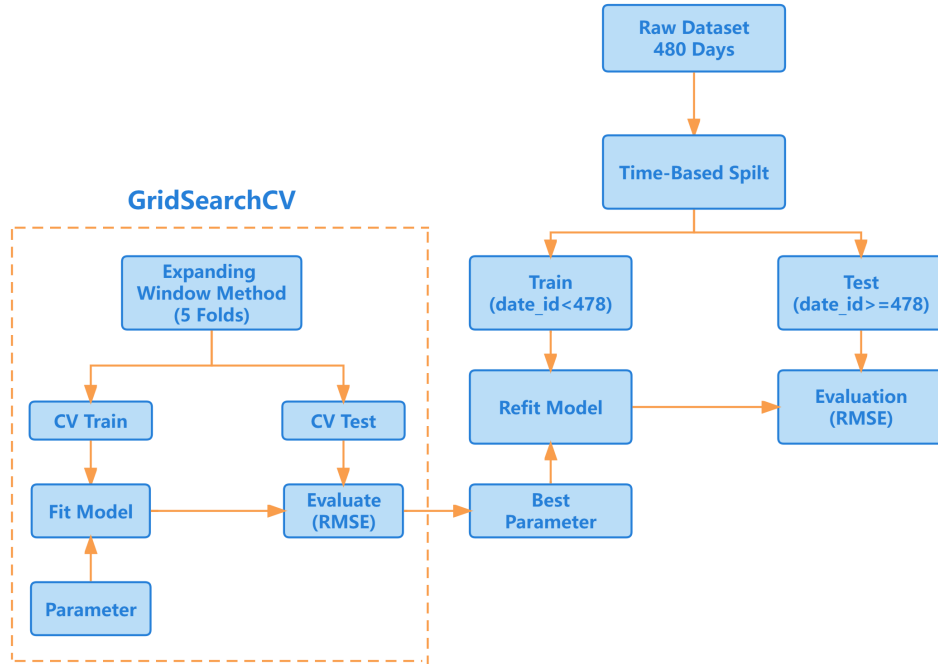 Raw Dataset
480 Days
Time-Based Spilt
GridSearchCV
Expanding
Window Method
(5 Folds)
Train
(date_id<478)
Test
(date_id>=478)
CV Train
CV Test
Refit Model
Evaluation
(RMSE)
Fit Model
Evaluate
(RMSE)
Best
Parameter
Parameter